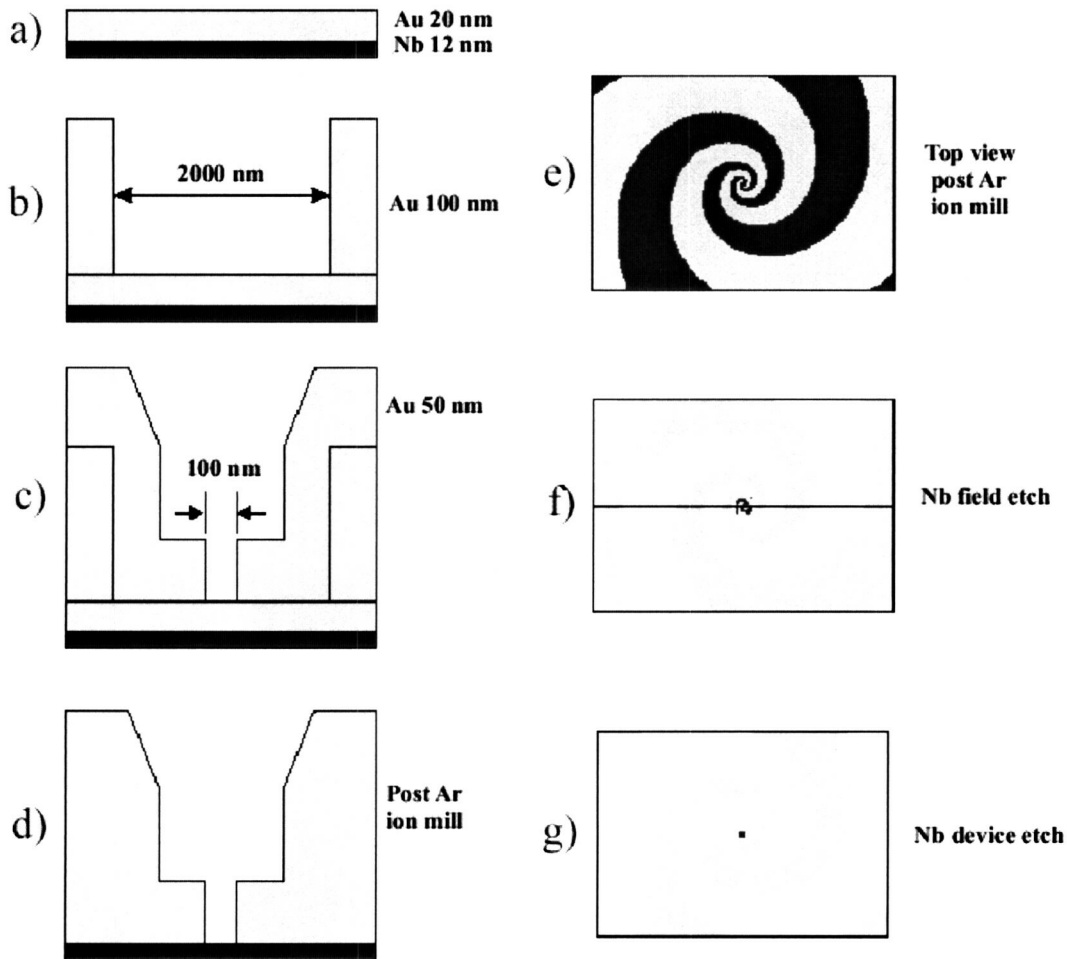 a)
Au 20 nm
Nb 12 nm
b)
2000 nm
Au 100 nm
c)
Au 50 nm
100 nm
d)
Post Ar
ion mill
e)
Top view
post Ar
ion mill
f)
Nb field etch
g)
Nb device etch